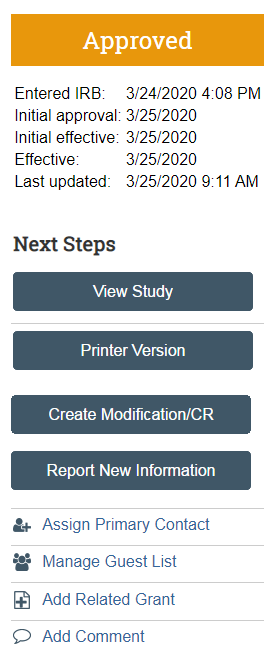 Approved
Entered IRB: 3/24/2020 4:08 PM
Initial approval: 3/25/2020
Initial effective: 3/25/2020
Effective: 3/25/2020
Last updated: 3/25/2020 9:11 AM
Next Steps
View Study
Printer Version
Create Modification/CR
Report New Information
Assign Primary Contact
Manage Guest List
Add Related Grant
Add Comment